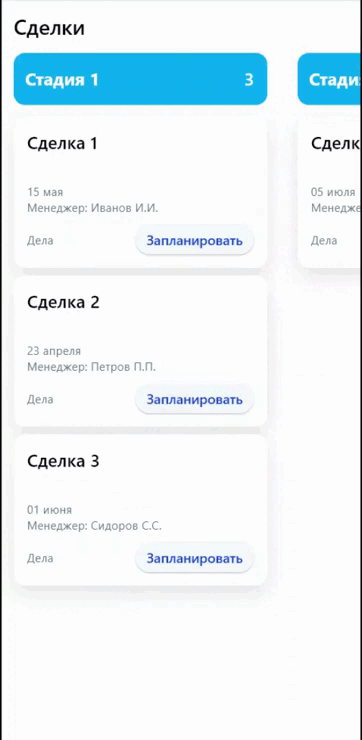 Сделки
Стадия 1 3
Сделка 1
15 мая
Менеджер: Иванов И.И.
Дела Запланировать
Сделка 2
23 апреля
Менеджер: Петров П.П.
Дела Запланировать
Сделка 3
01 июня
Менеджер: Сидоров С.С.
Дела Запланировать
Стади
Сделк
05 июля
Менедже
Дела